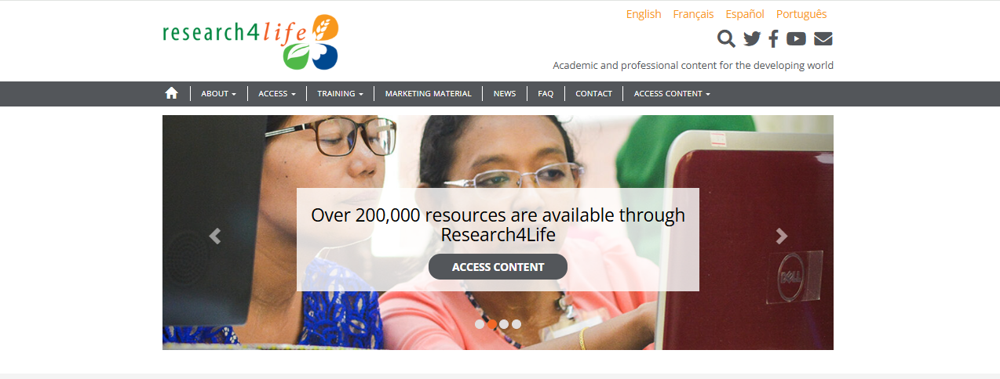 English Français Español Português
research4life
Academic and professional content for the developing world
ABOUT ACCESS TRAINING MARKETING MATERIAL NEWS FAQ CONTACT ACCESS CONTENT
Over 200,000 resources are available through
Research4Life
ACCESS CONTENT
DELL